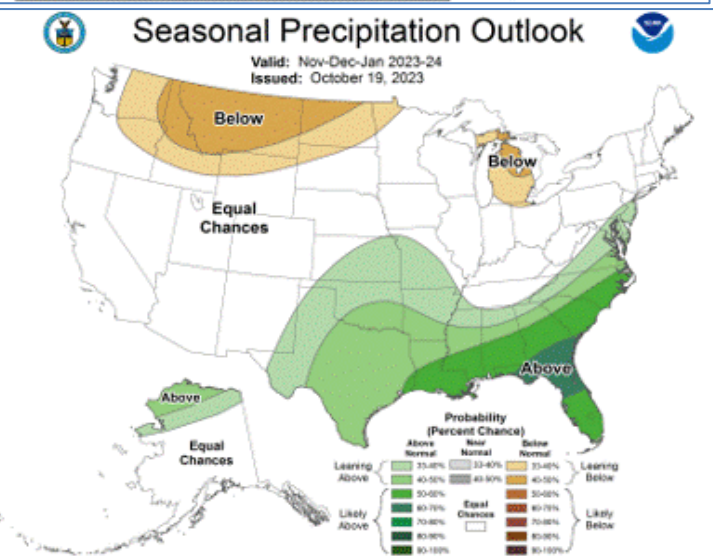 Seasonal Precipitation Outlook
Valid: Nov-Dec-Jan 2023-24
Issued: October 19, 2023
Below
Below
Equal
Chances
Above
Above
Equal
Chances
Probability
(Percent Chance)
Above
Normal
Near
Normal
Below
Normal
Leaning
Above
33-40%
40-50%
33-40%
40-50%
33-40%
40-50%
Leaning
Below
Likely
Above
50-60%
60-70%
70-80%
80-90%
90-100%
Equal
Chances
50-60%
60-70%
70-80%
80-90%
90-100%
Likely
Below